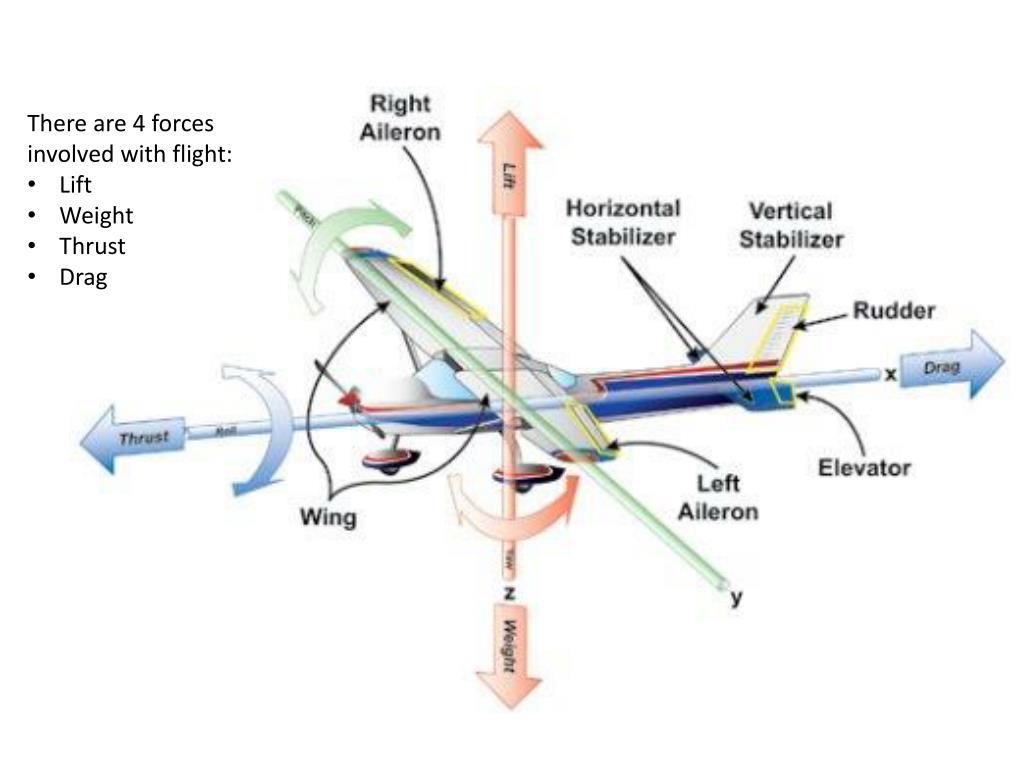 There are 4 forces
involved with flight:
• Lift
• Weight
• Thrust
• Drag
Right
Aileron
Lift
Pitch
Horizontal
Stabilizer
Vertical
Stabilizer
Rudder
x
Drag
Thrust
Roll
Elevator
Left
Aileron
Wing
Yaw
z
y
Weight